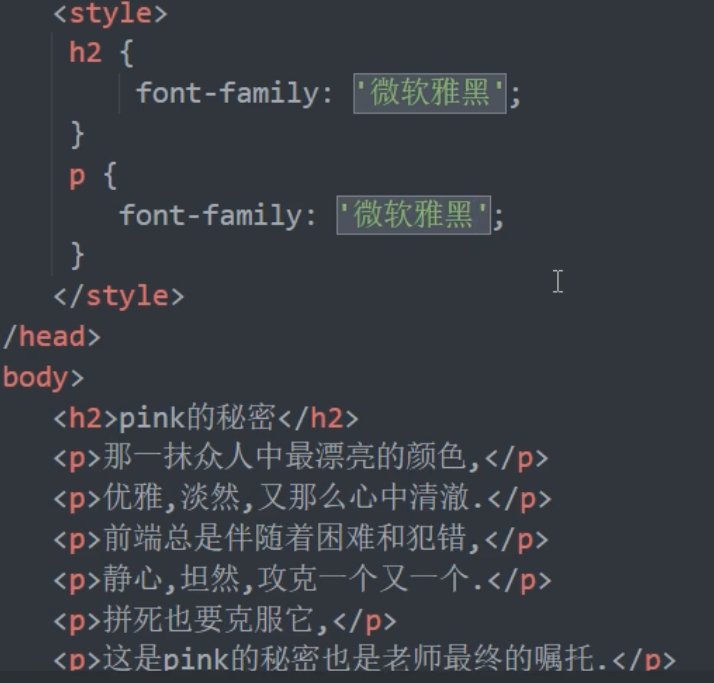 <style>
h2 {
font-family: '微软雅黑';
}
p {
font-family: '微软雅黑';
}
</style>
/head>
body>
<h2>pink的秘密</h2>
<p>那一抹众人中最漂亮的颜色,</p>
<p>优雅,淡然,又那么心中清澈.</p>
<p>前端总是伴随着困难和犯错,</p>
<p>静心,坦然,攻克一个又一个.</p>
<p>拼死也要克服它,</p>
<p>这是pink的秘密也是老师最终的嘱托.</p>